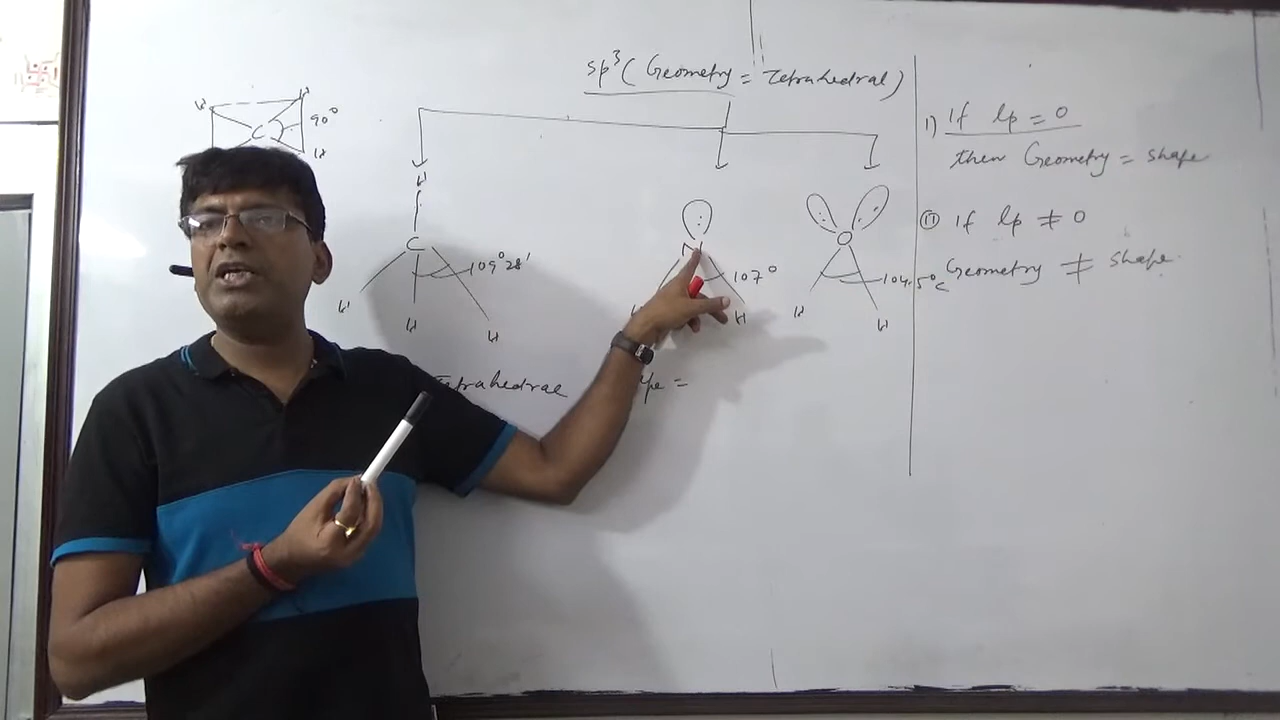 sp³ (Geometry = Tetrahedral)
H H
C 90°
H
H
C 109°28'
H H H
N 107°
H
O 104.5°C
H H
Tetrahedral
=
I) If lp = 0
then Geometry = shape
II) If lp ≠ 0
Geometry ≠ shape